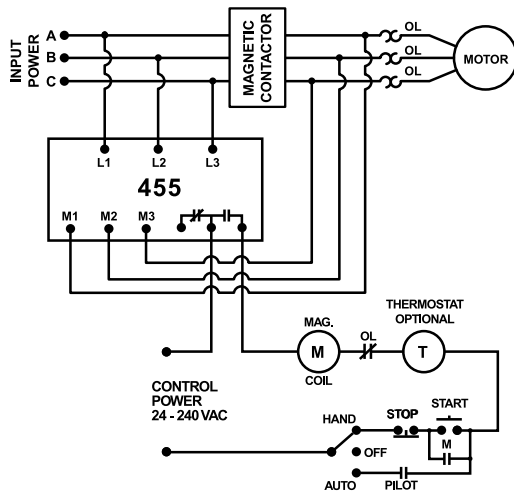 OL
A
B
C
INPUT
POWER
MAGNETIC
CONTACTOR
OL
OL
MOTOR
L1 L2 L3
455
M1 M2 M3
MAG.
M
COIL
OL
THERMOSTAT
OPTIONAL
T
CONTROL
POWER
24 - 240 VAC
HAND
STOP
START
M
OFF
AUTO
PILOT